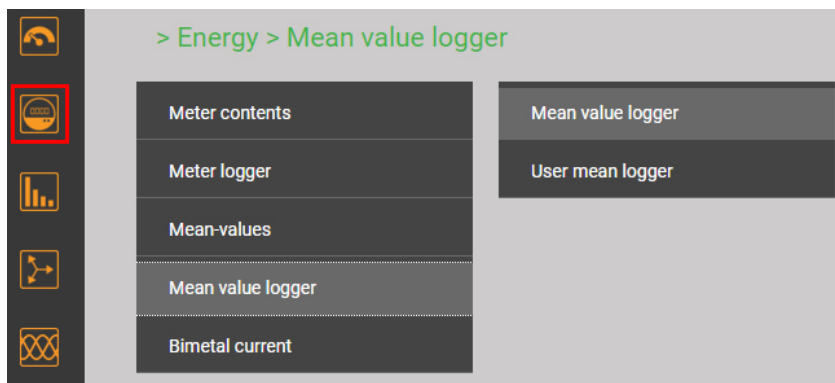 > Energy > Mean value logger
Meter contents
Meter logger
Mean-values
Mean value logger
Bimetal current
Mean value logger
User mean logger